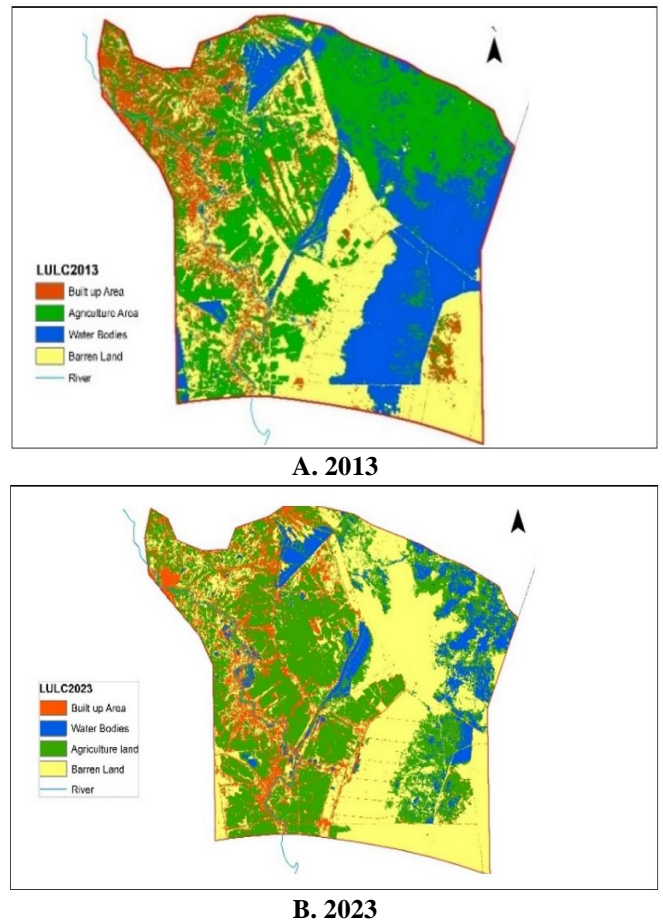 LULC2013
Built up Area
Agriculture Area
Water Bodies
Barren Land
River
A. 2013
LULC2023
Built up Area
Water Bodies
Agriculture land
Barren Land
River
B. 2023